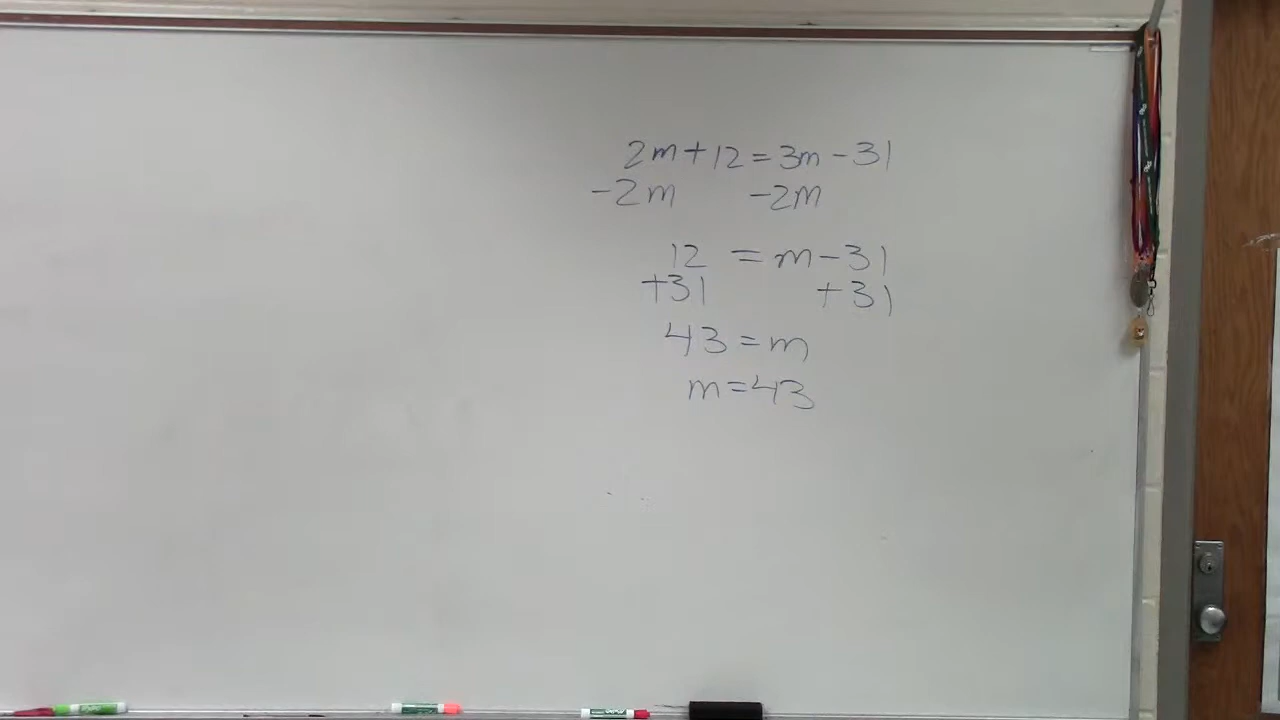 2m+12=3m-31
-2m -2m
12 = m-31
+31 +31
43=m
m=43